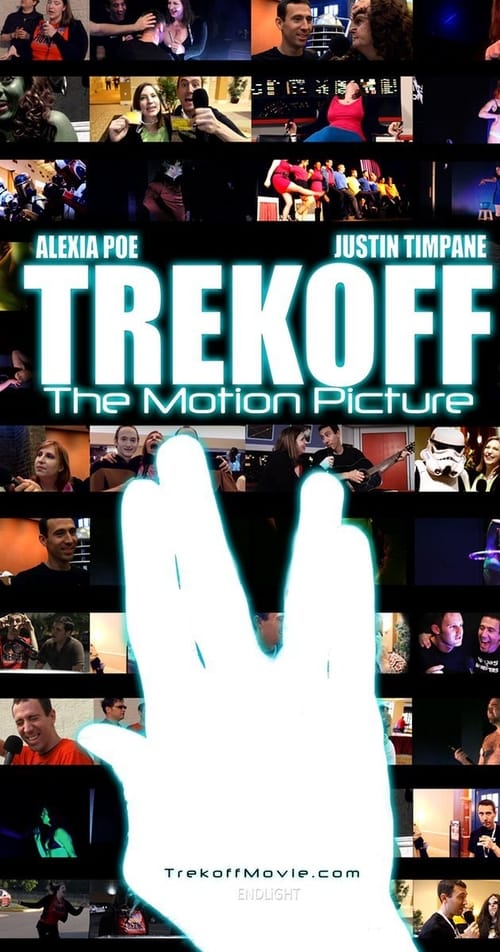 ALEXIA POE JUSTIN TIMPANE
TREKOFF
The Motion Picture
TrekoffMovie.com
ENDLIGHT